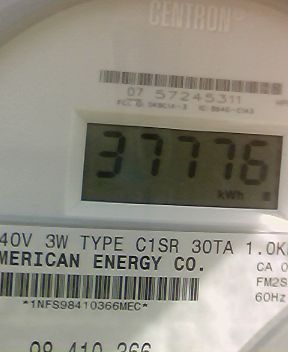 CENTRON
07 57245311
37776
kWh
40V 3W TYPE C1SR 30TA 1.0K
MERICAN ENERGY CO.
CA 0
FM2S
*1NFS98410366MEC*
60Hz
98 410 366